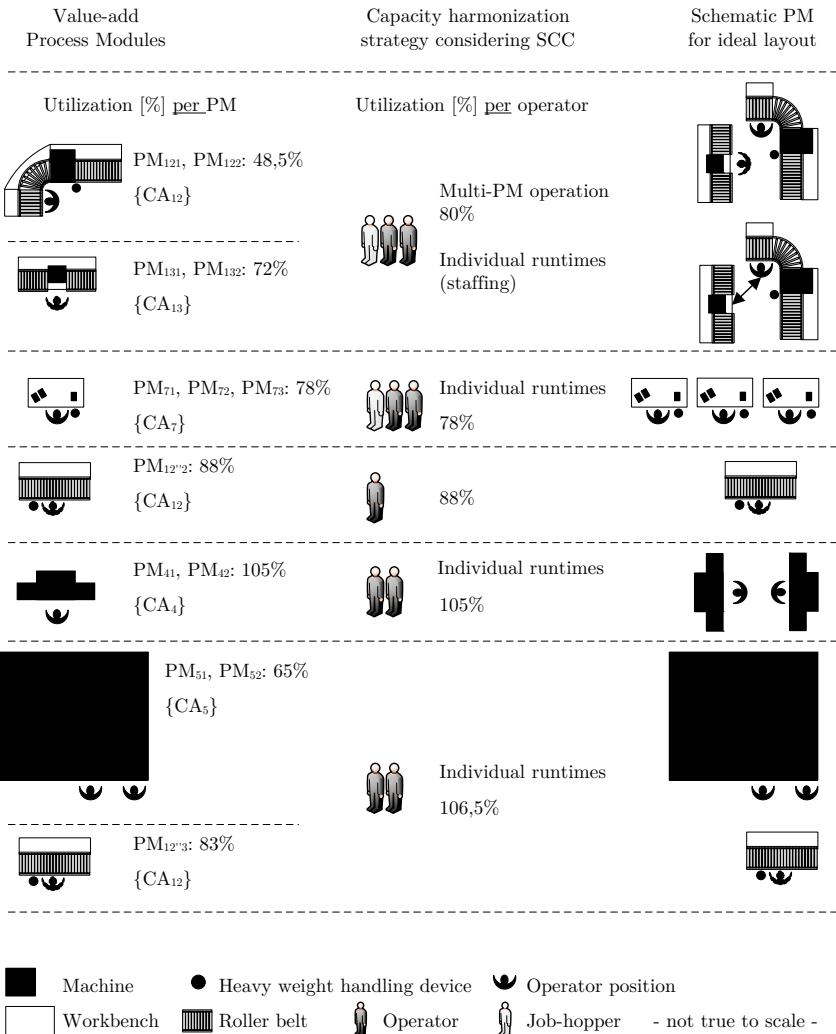 Value-add
Process Modules
Capacity harmonization
strategy considering SCC
Schematic PM
for ideal layout
Utilization [%] per PM
Utilization [%] per operator
PM₁₂₁, PM₁₂₂: 48,5%
{CA₁₂}
Multi-PM operation
80%
PM₁₃₁, PM₁₃₂: 72%
{CA₁₃}
Individual runtimes
(staffing)
PM₇₁, PM₇₂, PM₇₃: 78%
{CA₇}
Individual runtimes
78%
PM₁₂''₂: 88%
{CA₁₂}
88%
PM₄₁, PM₄₂: 105%
{CA₄}
Individual runtimes
105%
PM₅₁, PM₅₂: 65%
{CA₅}
Individual runtimes
106,5%
PM₁₂''₃: 83%
{CA₁₂}
Machine
Heavy weight handling device
Operator position
Workbench
Roller belt
Operator
Job-hopper
- not true to scale -